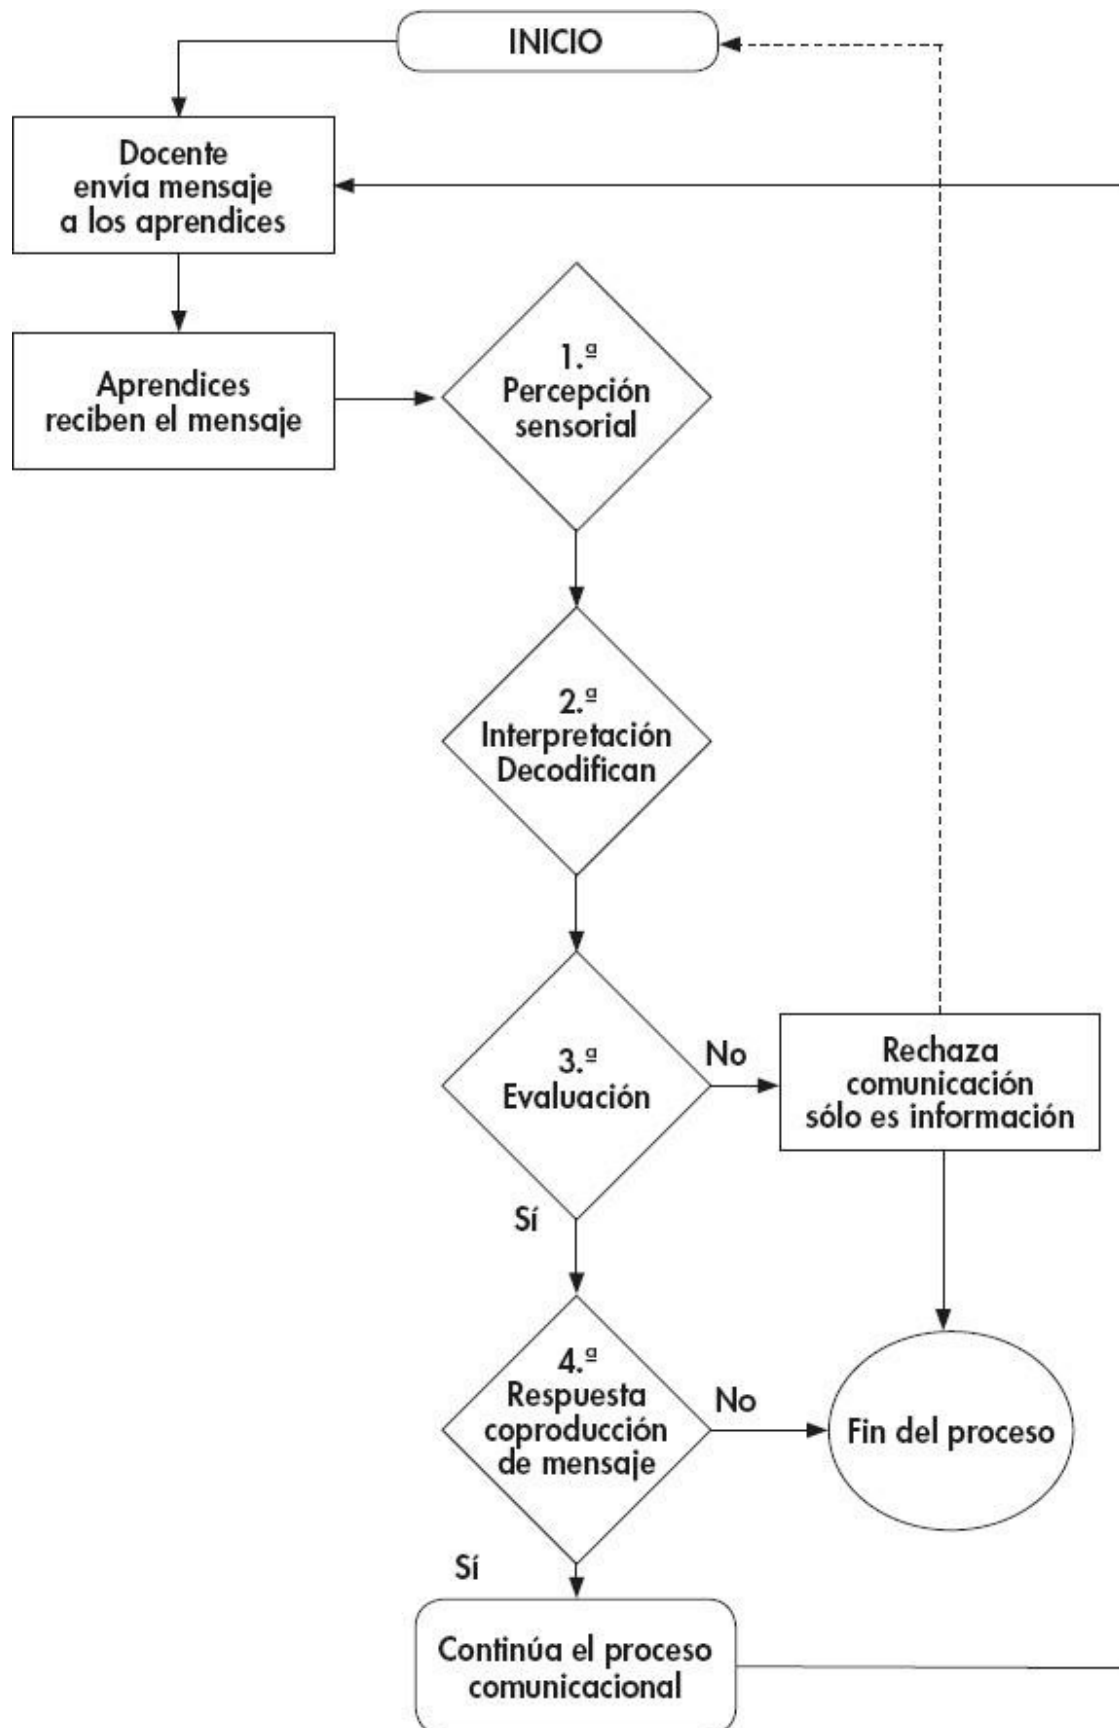 INICIO
Docente
envía mensaje
a los aprendices
Aprendices
reciben el mensaje
1.ª
Percepción
sensorial
2.ª
Interpretación
Decodifican
3.ª
Evaluación
No
Rechaza
comunicación
sólo es información
Sí
4.ª
Respuesta
coproducción
de mensaje
No
Fin del proceso
Sí
Continúa el proceso
comunicacional